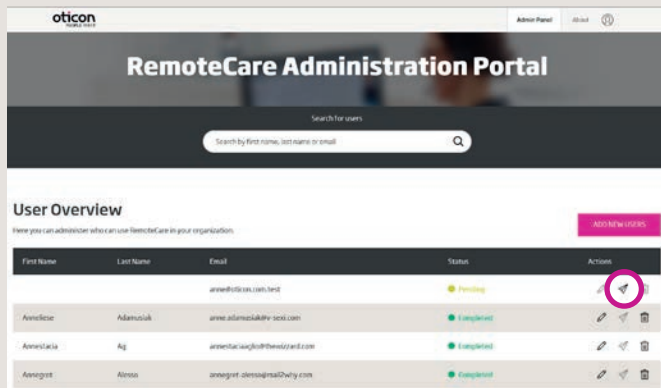 oticon
PEOPLE FIRST
Admin Panel
About
RemoteCare Administration Portal
Search for users
Search by first name, last name or email
User Overview
Here you can administer who can use RemoteCare in your organization.
ADD NEW USERS
First Name Last Name Email Status Actions
anne@oticon.com.test Pending
Anneliese Adamusiak anne.adamusiak@v-sexi.com Completed
Annestacia Ag Completed
Annegret Alessa annegret-alessa@mail2why.com Completed